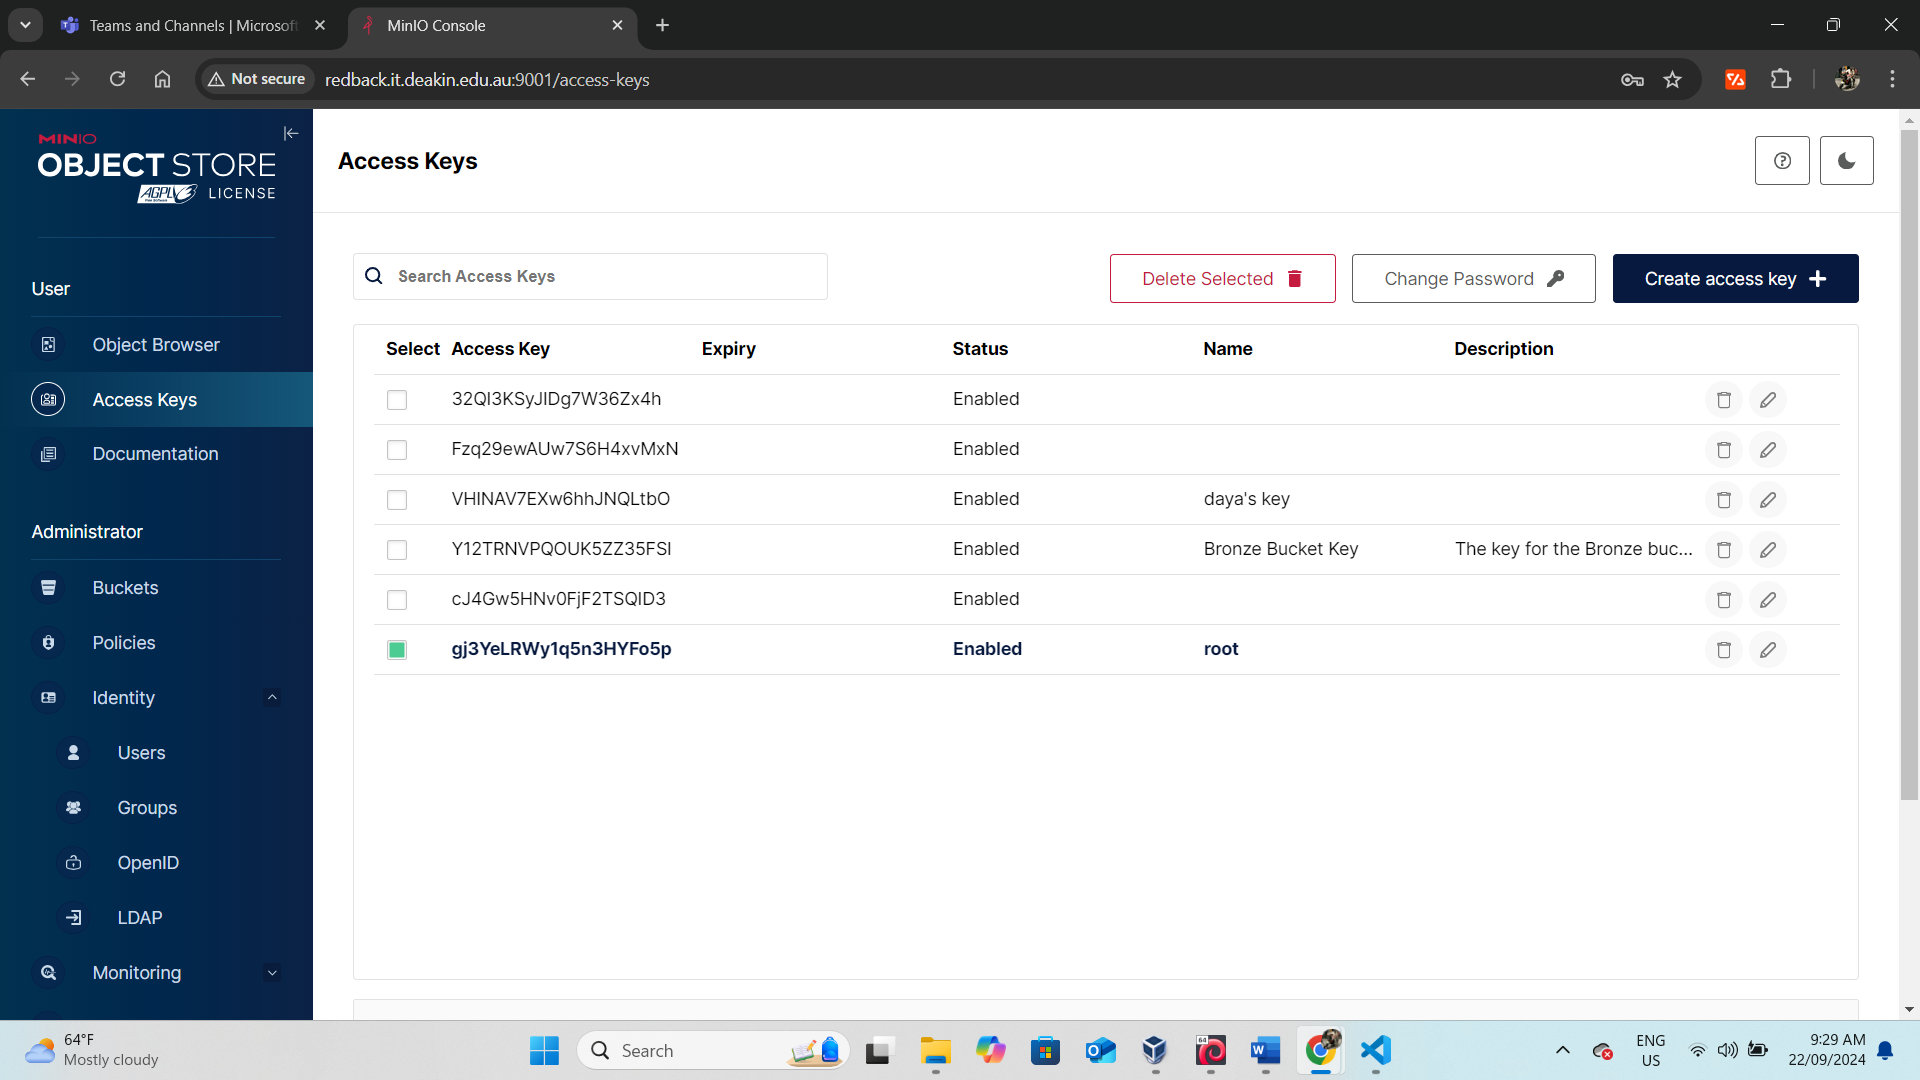 Teams and Channels | Microsoft
MinIO Console
Not secure
redback.it.deakin.edu.au:9001/access-keys
MINIO
OBJECT STORE
AGPLv3 LICENSE
Access Keys
User
Object Browser
Access Keys
Documentation
Administrator
Buckets
Policies
Identity
Users
Groups
OpenID
LDAP
Monitoring
Search Access Keys
Delete Selected
Change Password
Create access key
Select Access Key Expiry Status Name Description
32QI3KSyJIDg7W36Zx4h Enabled
Fzq29ewAUw7S6H4xvMxN Enabled
VHINAV7EXw6hhJNQLtbO Enabled daya's key
Y12TRNVPQOUK5ZZ35FSI Enabled Bronze Bucket Key The key for the Bronze buc...
cJ4Gw5HNv0FjF2TSQID3 Enabled
gj3YeLRWy1q5n3HYFo5p Enabled root
64°F
Mostly cloudy
Search
ENG
US
9:29 AM
22/09/2024